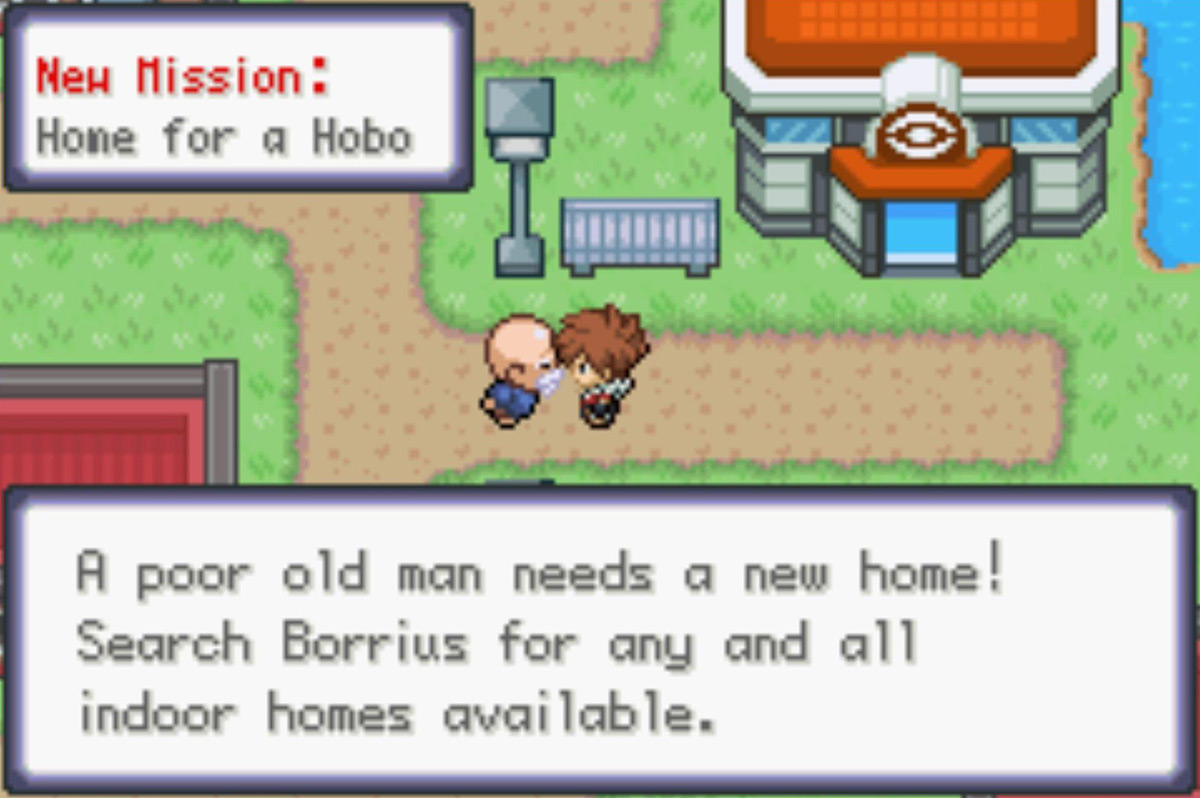 New Mission:
Home for a Hobo
A poor old man needs a new home!
Search Borrius for any and all
indoor homes available.